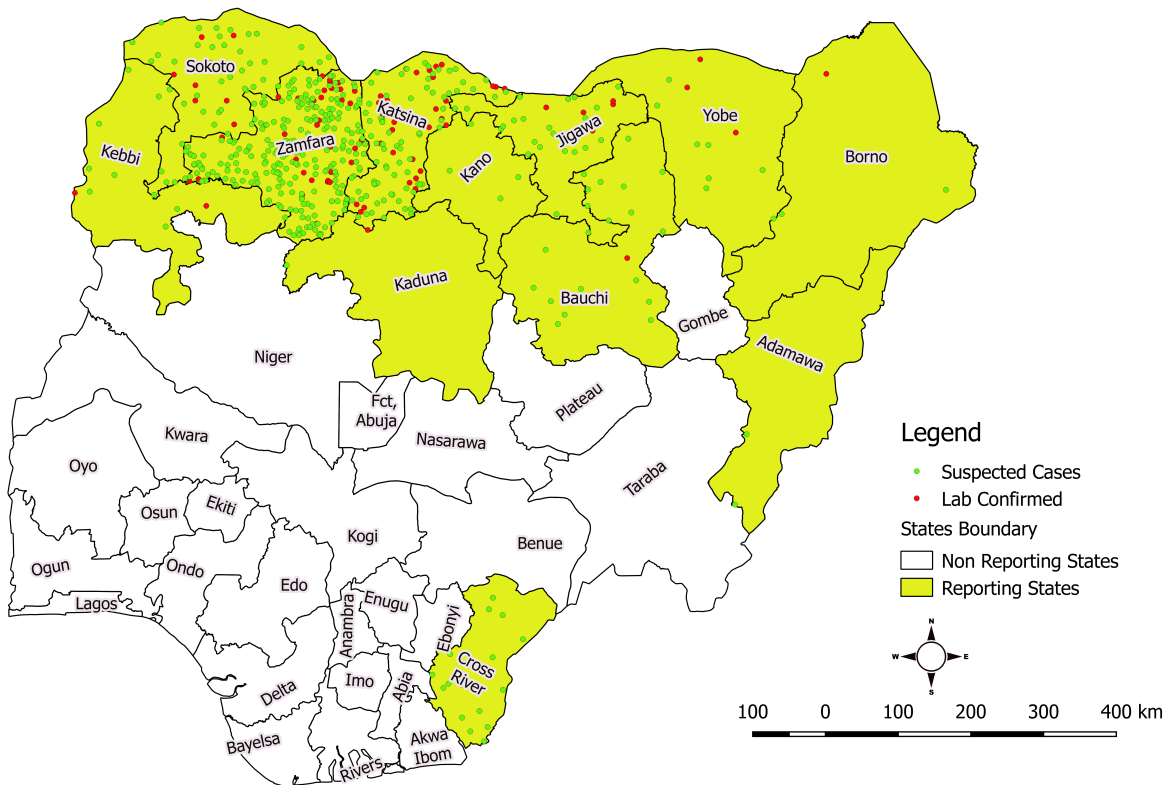 Sokoto
Kebbi
Zamfara
Katsina
Kano
Jigawa
Yobe
Borno
Kaduna
Bauchi
Gombe
Adamawa
Niger
Fct,
Abuja
Plateau
Nasarawa
Kwara
Oyo
Taraba
Osun
Ekiti
Kogi
Benue
Ogun
Ondo
Edo
Lagos
Anambra
Enugu
Ebonyi
Cross
River
Imo
Abia
Delta
Bayelsa
Rivers
Akwa
Ibom
Legend
Suspected Cases
Lab Confirmed
States Boundary
Non Reporting States
Reporting States
N
W E
S
100 0 100 200 300 400 km